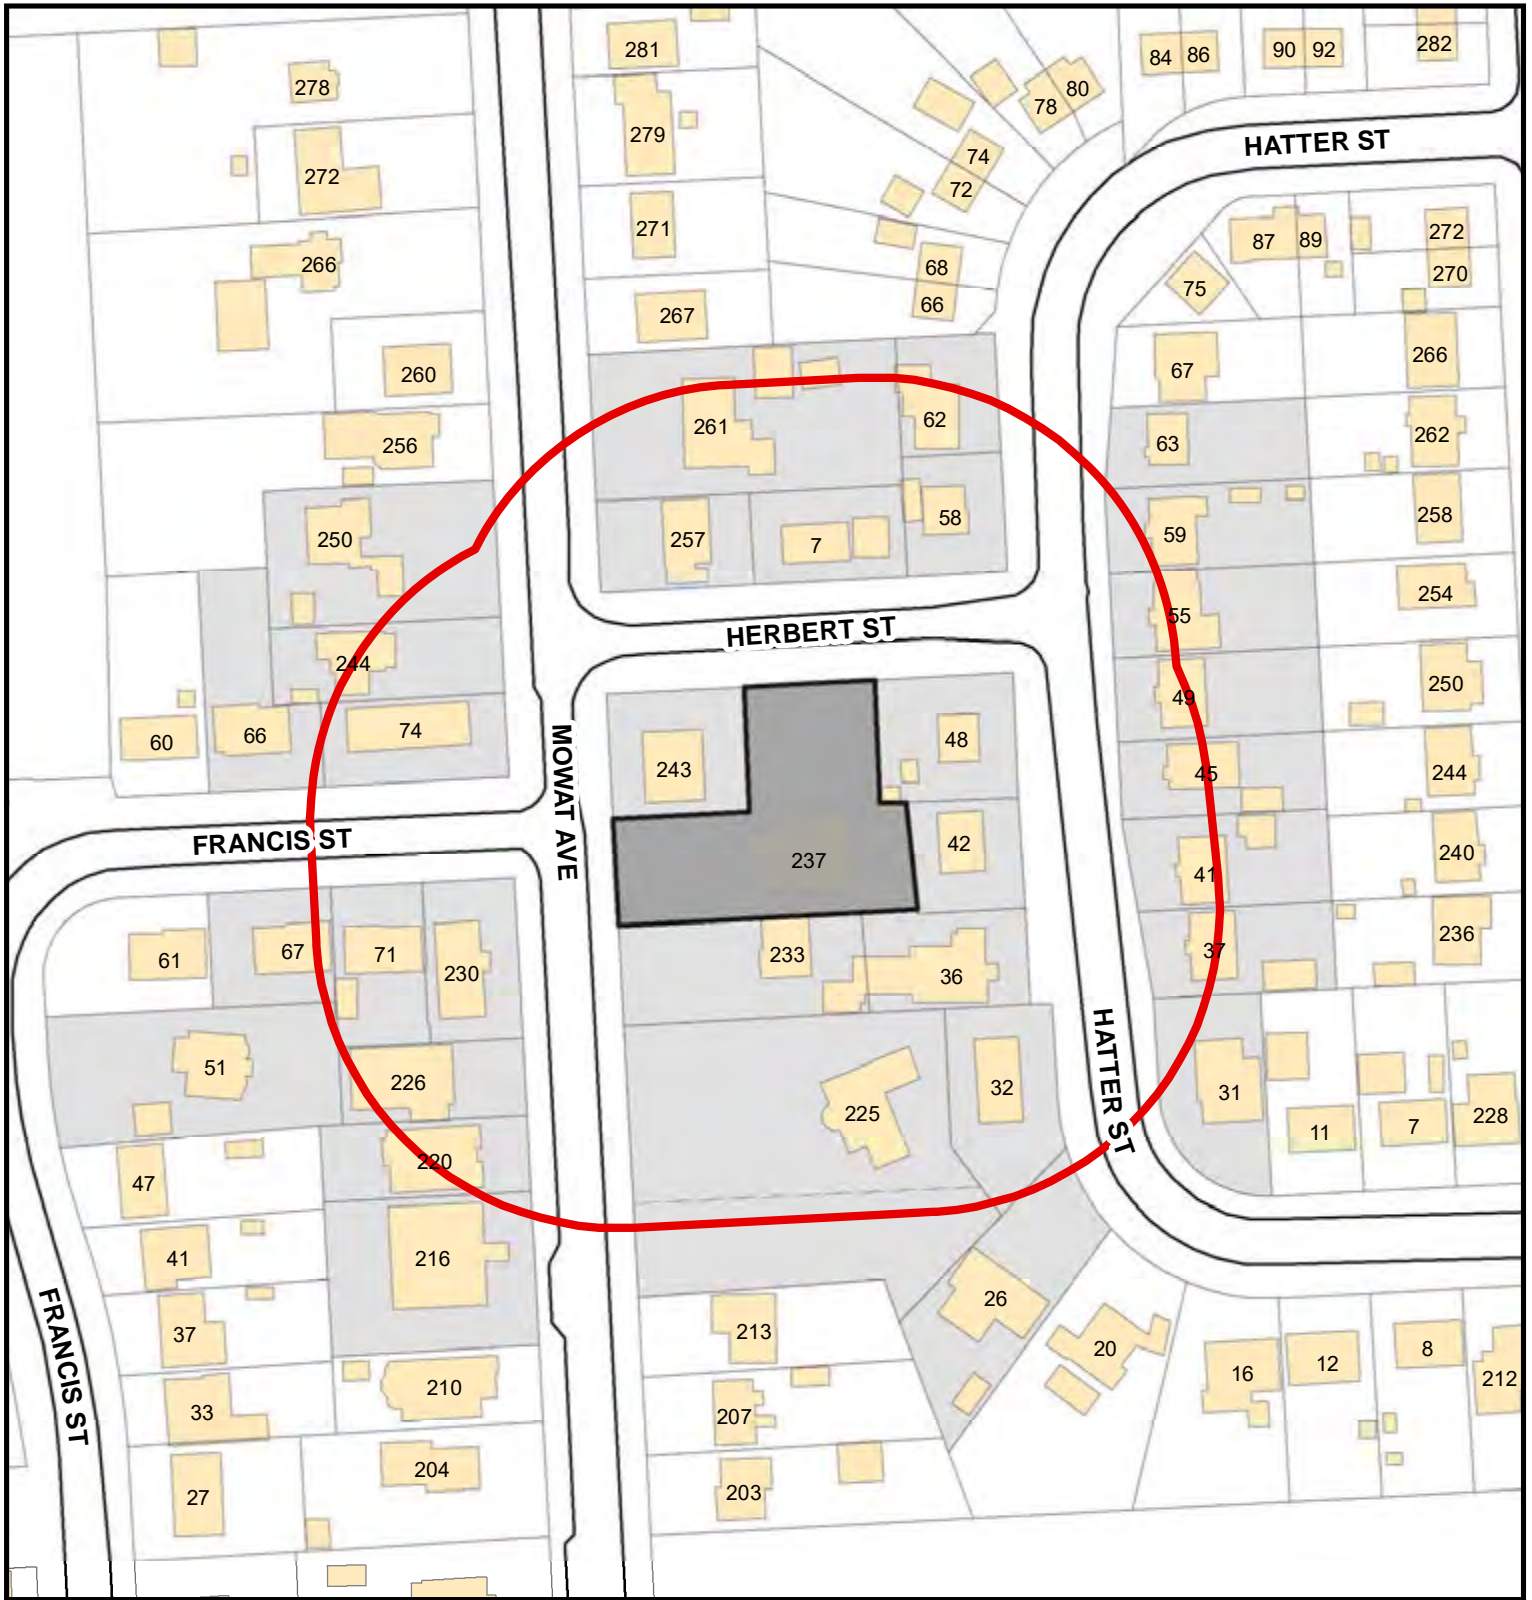 281
84 86 90 92 282
278 80
78
279 HATTER ST
74
272 72
271 87 89 272
266 68 270
75
66
267
260 67 266
261 62
256 63 262
250 257 7 58 59 258
254
55
HERBERT ST
244 49 250
60 66 74 243 48 45 244
MOWAT AVE
FRANCIS ST 237 42 41 240
61 67 71 230 233 36 37 236
51 226 225 32 31
HATTER ST
11 7 228
47 220
41 216
26
FRANCIS ST
37 213 20 8
16 12 212
33 210 207
27 204 203